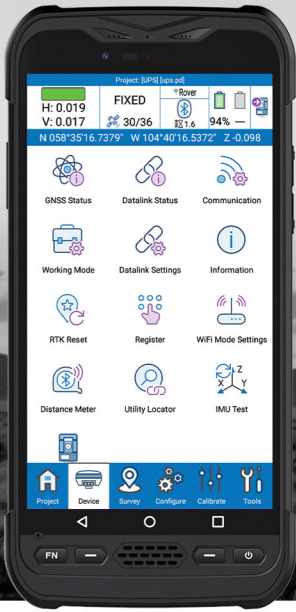 Project: [UPS] [ups.pd]
H: 0.019
V: 0.017
FIXED
30/36
Rover
1.6
94% ---
N 058°35'16.7379" W 104°40'16.5372" Z -0.098
GNSS Status
Datalink Status
Communication
Working Mode
Datalink Settings
Information
RTK Reset
Register
WiFi Mode Settings
Z
X Y
Distance Meter
Utility Locator
IMU Test
Project
Device
Survey
Configure
Calibrate
Tools
FN